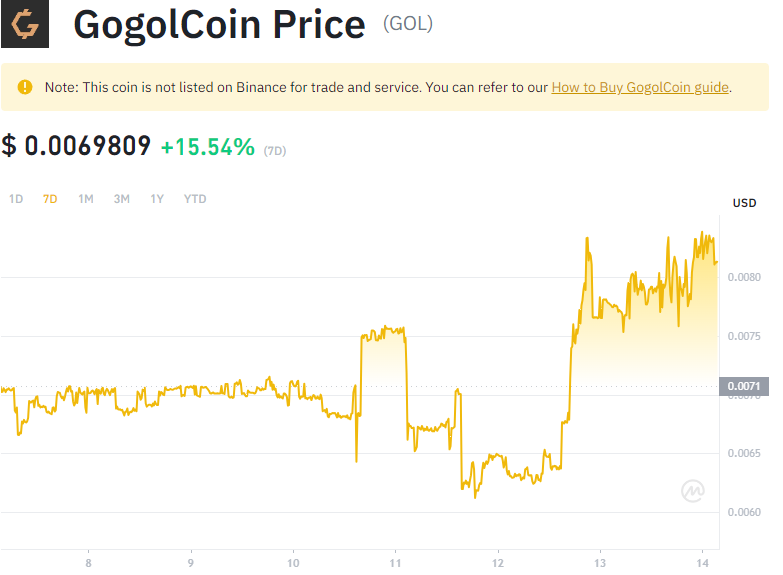 GogolCoin Price (GOL)
Note: This coin is not listed on Binance for trade and service. You can refer to our How to Buy GogolCoin guide.
$ 0.0069809 +15.54% (7D)
1D 7D 1M 3M 1Y YTD
USD
0.0080
0.0075
0.0071
0.0070
0.0065
0.0060
8 9 10 11 12 13 14